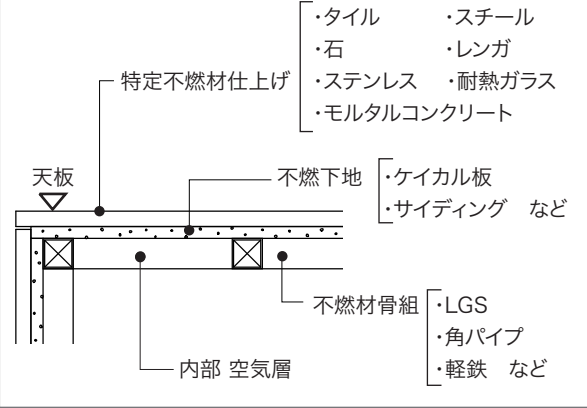 ・タイル ・スチール
・石 ・レンガ
特定不燃材仕上げ ・ステンレス ・耐熱ガラス
・モルタルコンクリート
天板
不燃下地 ・ケイカル板
・サイディング など
不燃材骨組 ・LGS
・角パイプ
・軽鉄 など
内部 空気層